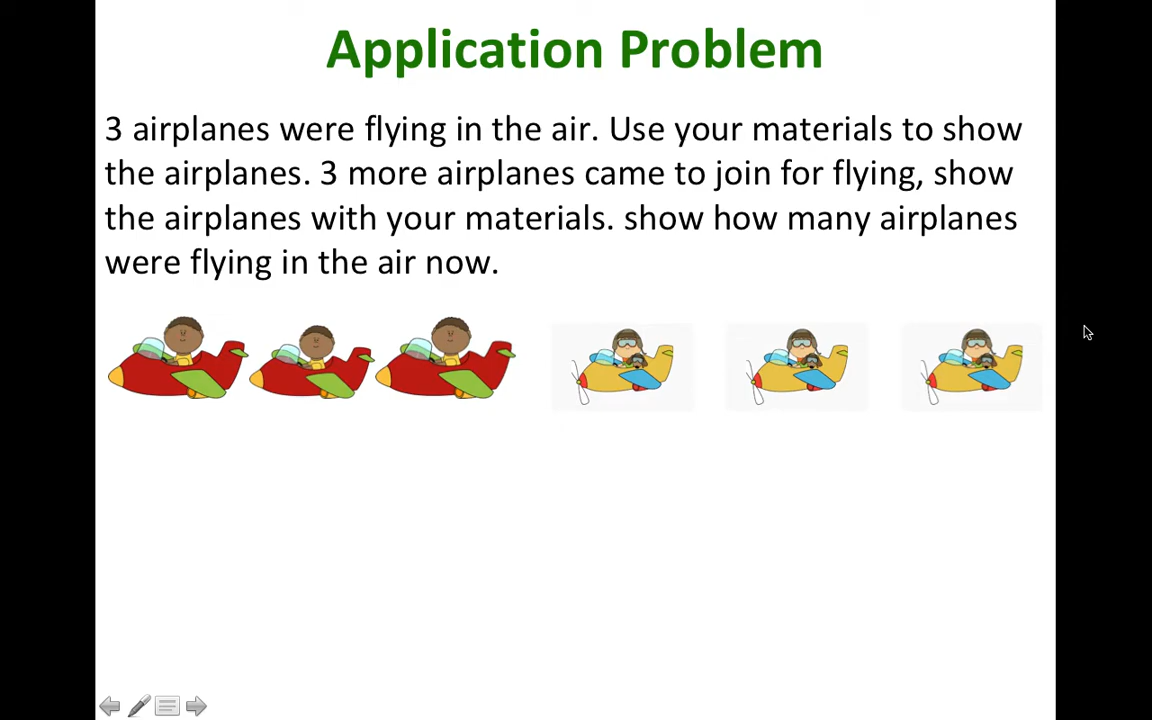 Application Problem
3 airplanes were flying in the air. Use your materials to show
the airplanes. 3 more airplanes came to join for flying, show
the airplanes with your materials. show how many airplanes
were flying in the air now.